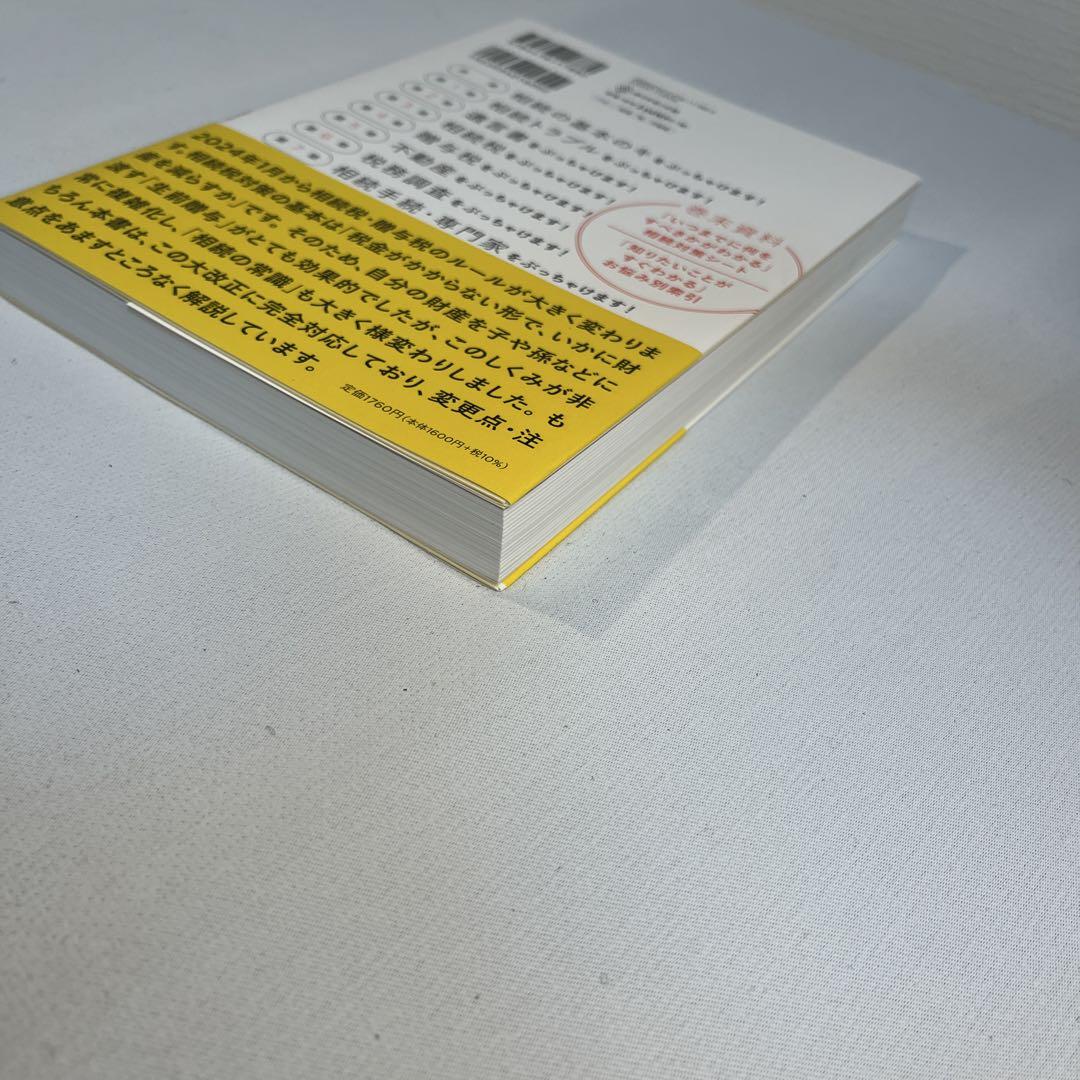 相続の基本のキをぶっちゃけます!
相続トラブルをぶっちゃけます!
遺言書をぶっちゃけます!
相続税をぶっちゃけます!
贈与税をぶっちゃけます!
不動産をぶっちゃけます!
税務調査をぶっちゃけます!
相続手続・専門家をぶっちゃけます!
巻末資料
「いつまでに何を
すべきかがわかる」
相続対策シート
「知りたいことが
すぐわかる」
お悩み別索引
2024年1月から相続税・贈与税のルールが大きく変わりま
す。相続税対策の基本は「税金がかからない形で、いかに財
産を減らすか」です。そのため、自分の財産を子や孫などに
渡す「生前贈与」がとても効果的でしたが、このしくみが非
常に複雑化し、「相続の常識」も大きく様変わりしました。も
ちろん本書は、この大改正に完全対応しており、変更点・注
意点をあますところなく解説しています。
定価1760円(本体1600円+税10%)